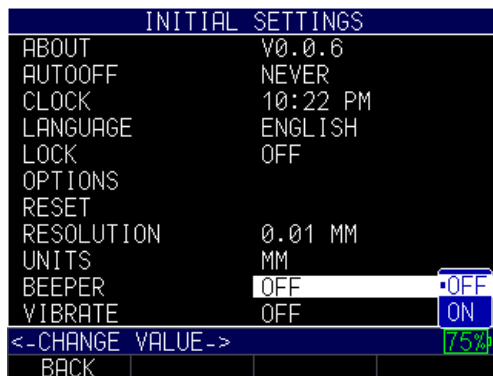 INITIAL SETTINGS
ABOUT V0.0.6
AUTOOFF NEVER
CLOCK 10:22 PM
LANGUAGE ENGLISH
LOCK OFF
OPTIONS
RESET
RESOLUTION 0.01 MM
UNITS MM
BEEPER OFF OFF
VIBRATE OFF ON
<-CHANGE VALUE-> 75%
BACK